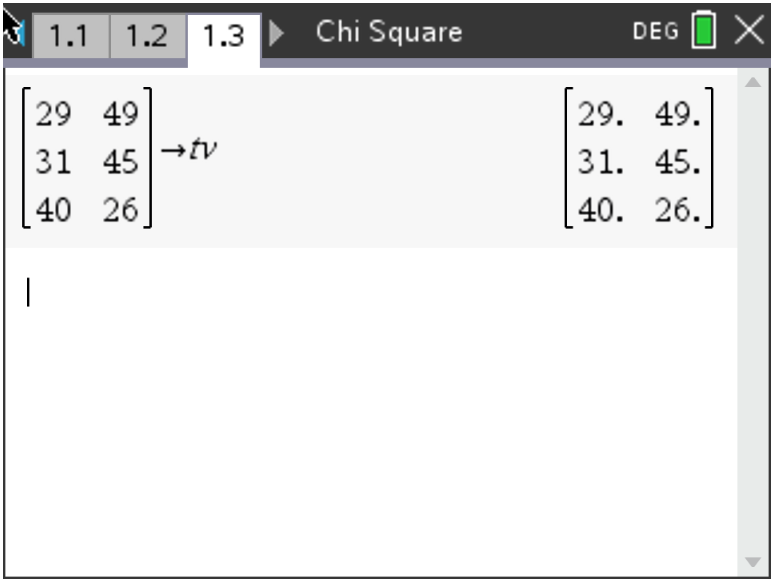 1.1 1.2 1.3 Chi Square DEG
29 49 29. 49.
31 45 →tv 31. 45.
40 26 40. 26.